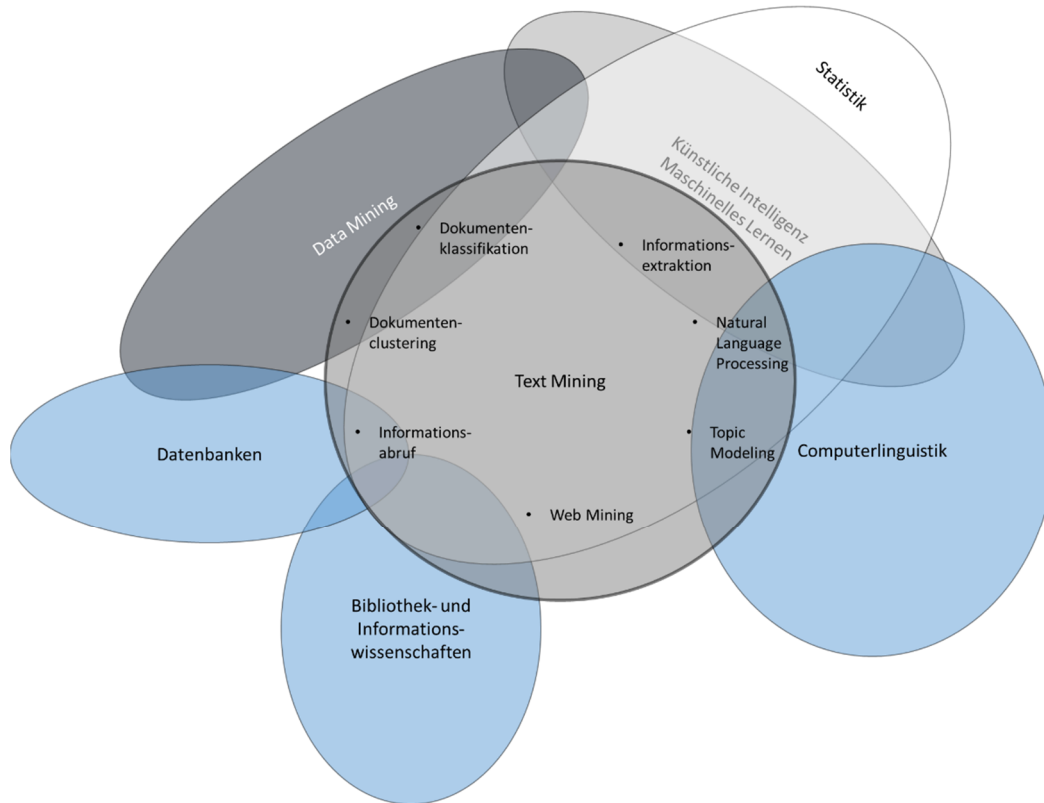 Statistik
Künstliche Intelligenz
Maschinelles Lernen
Data Mining
• Dokumenten-
klassifikation
• Informations-
extraktion
• Dokumenten-
clustering
• Natural
Language
Processing
Text Mining
• Informations-
abruf
• Topic
Modeling
Datenbanken
Computerlinguistik
• Web Mining
Bibliothek- und
Informations-
wissenschaften